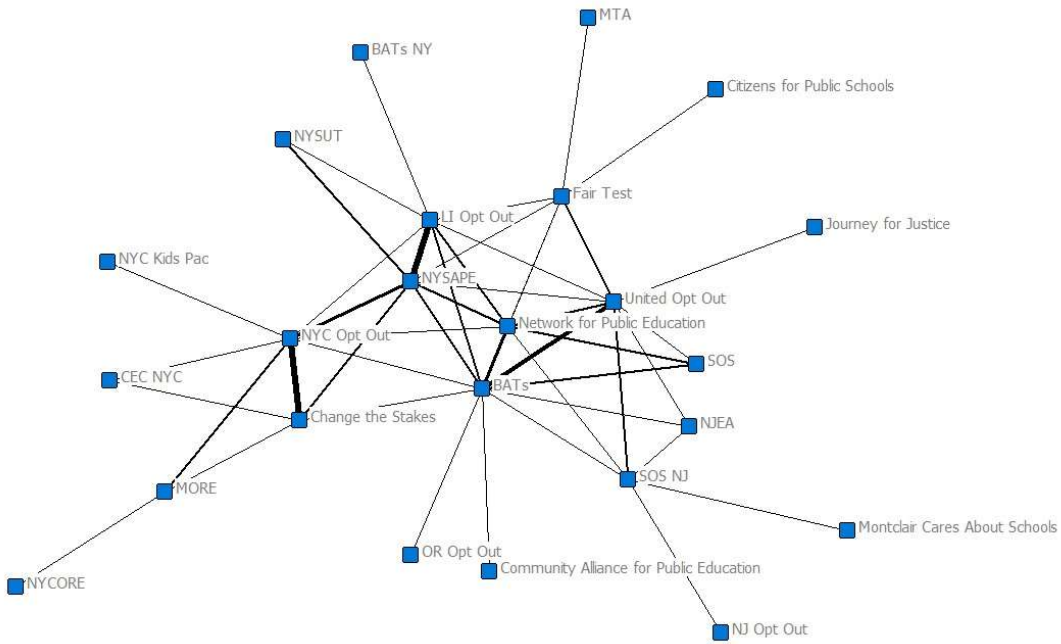 MTA
BATs NY
Citizens for Public Schools
NYSUT
Fair Test
LI Opt Out
Journey for Justice
NYC Kids Pac
NYSAPE
United Opt Out
Network for Public Education
NYC Opt Out
SOS
CEC NYC
BATs
Change the Stakes
NJEA
SOS NJ
MORE
Montclair Cares About Schools
OR Opt Out
Community Alliance for Public Education
NYCORE
NJ Opt Out